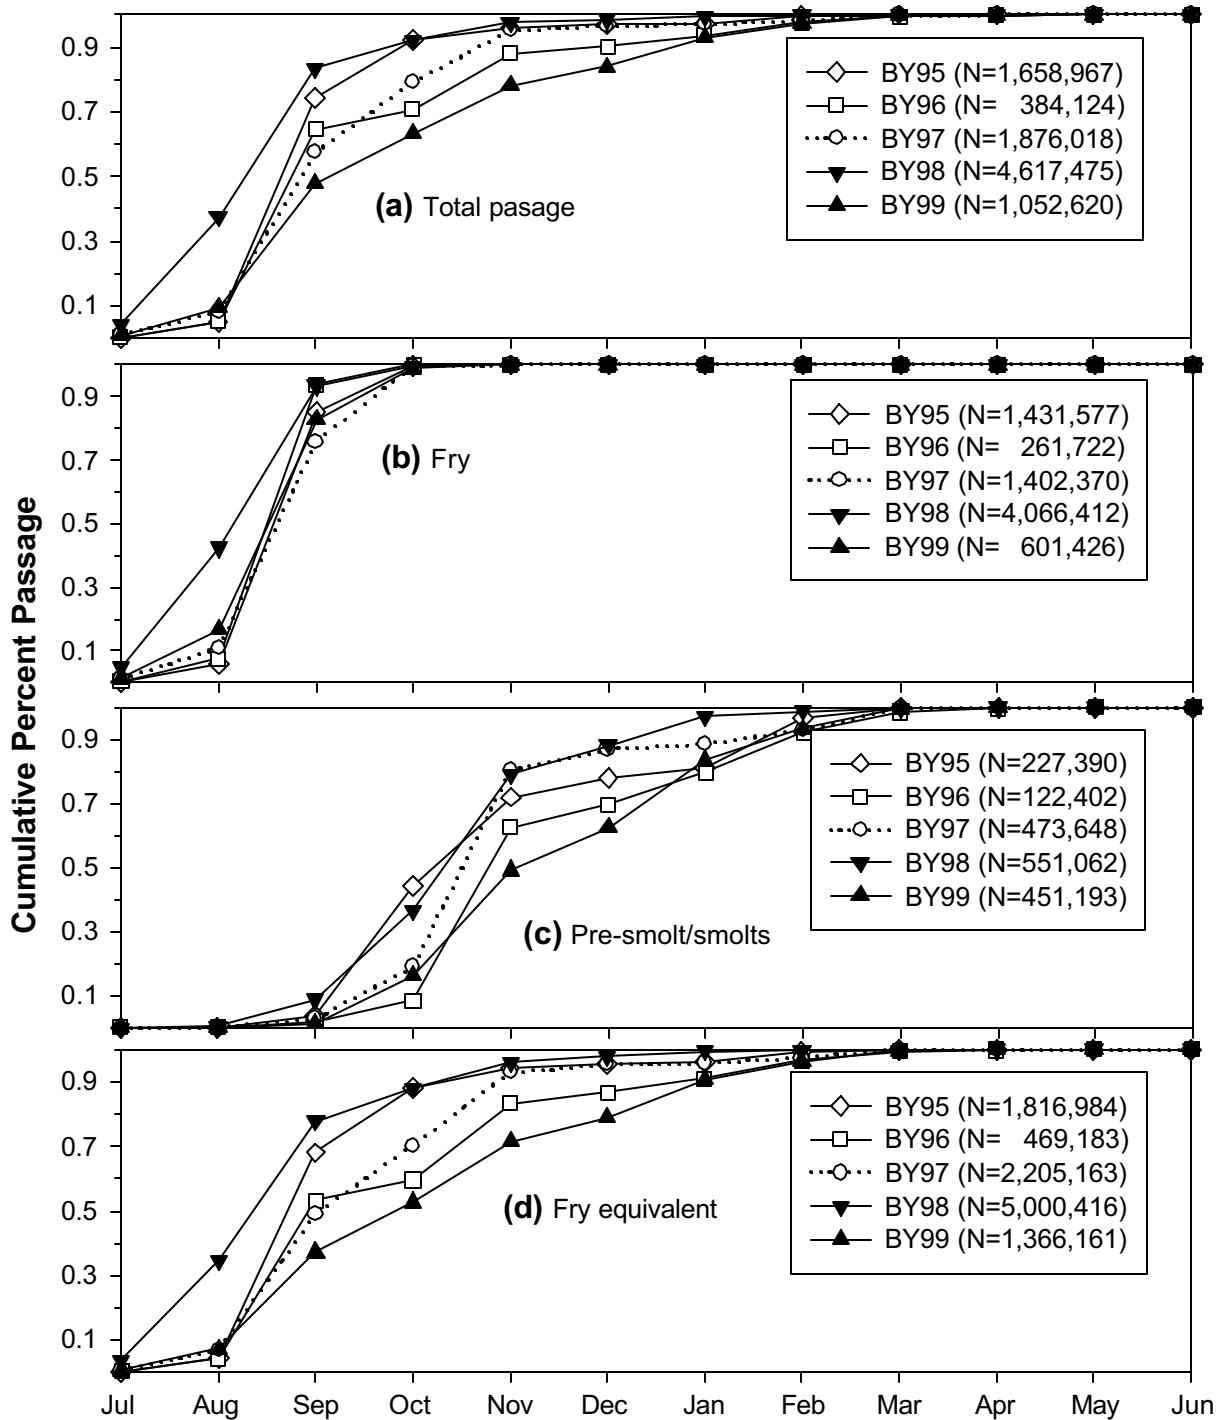 0.9
0.7
0.5
0.3
0.1
BY95 (N=1,658,967)
BY96 (N= 384,124)
BY97 (N=1,876,018)
BY98 (N=4,617,475)
BY99 (N=1,052,620)
(a) Total pasage
0.9
0.7
0.5
0.3
0.1
BY95 (N=1,431,577)
BY96 (N= 261,722)
BY97 (N=1,402,370)
BY98 (N=4,066,412)
BY99 (N= 601,426)
(b) Fry
Cumulative Percent Passage
0.9
0.7
0.5
0.3
0.1
BY95 (N=227,390)
BY96 (N=122,402)
BY97 (N=473,648)
BY98 (N=551,062)
BY99 (N=451,193)
(c) Pre-smolt/smolts
0.9
0.7
0.5
0.3
0.1
BY95 (N=1,816,984)
BY96 (N= 469,183)
BY97 (N=2,205,163)
BY98 (N=5,000,416)
BY99 (N=1,366,161)
(d) Fry equivalent
Jul Aug Sep Oct Nov Dec Jan Feb Mar Apr May Jun